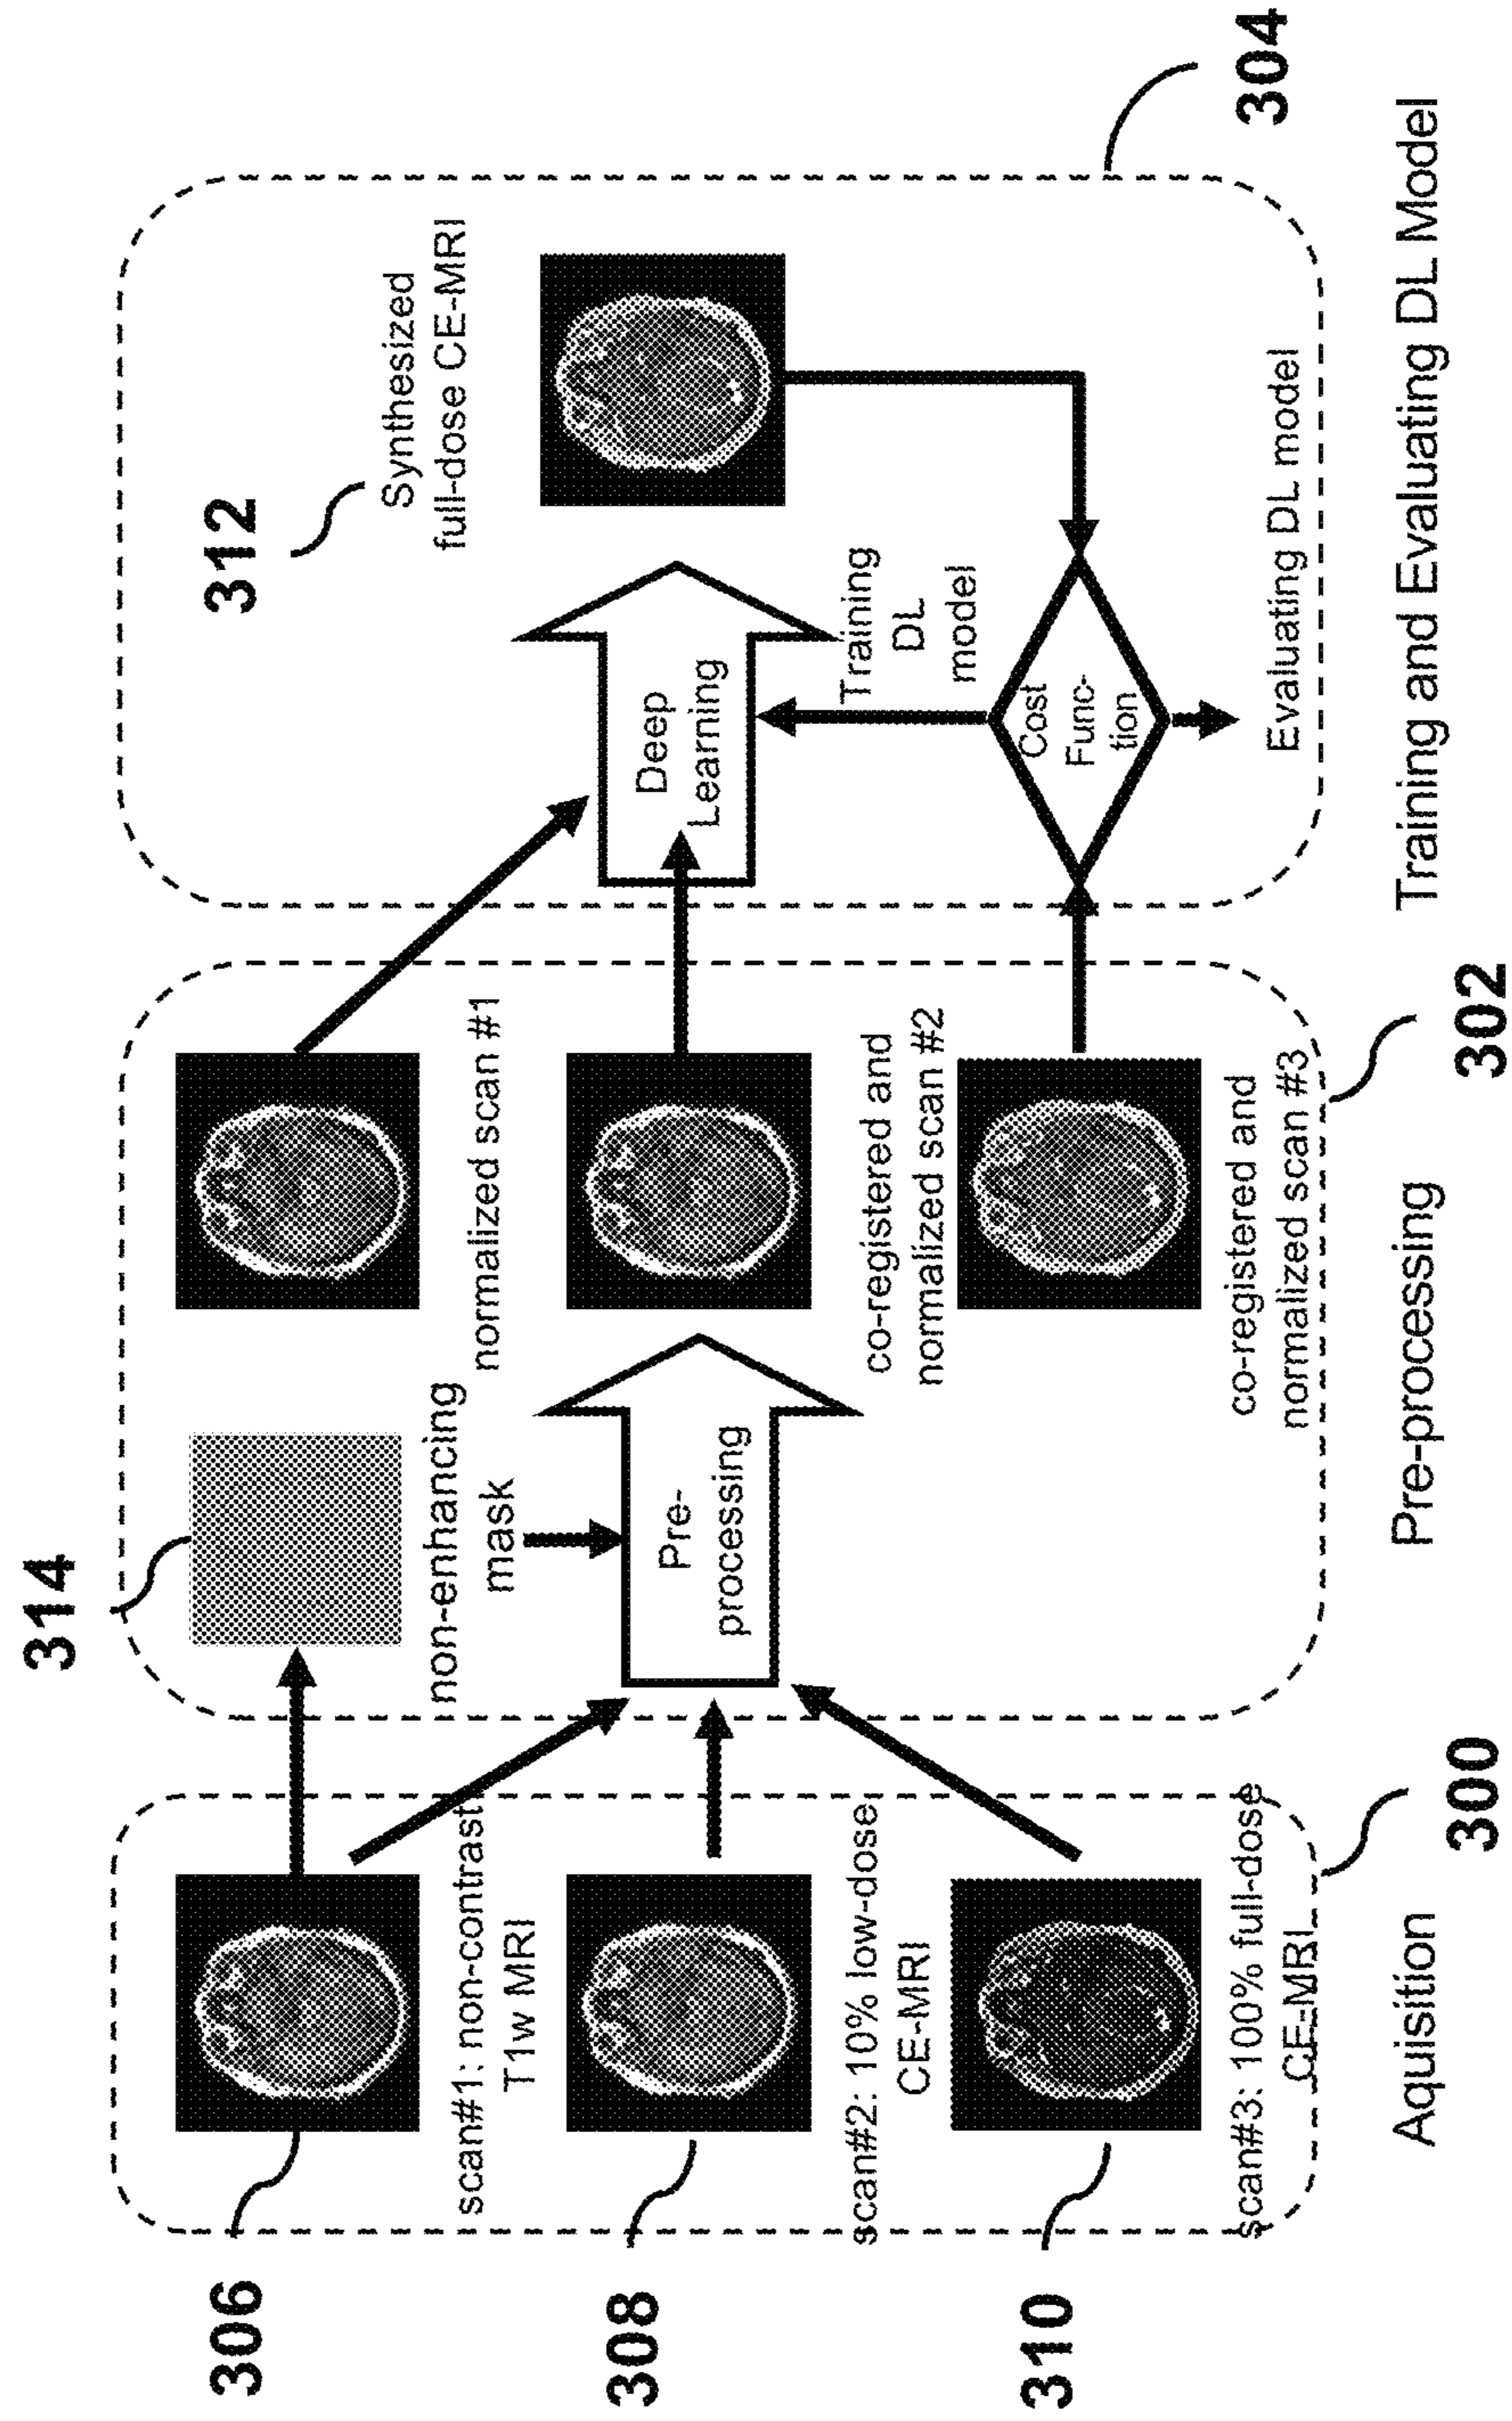 306
scan#1: non-contrast
T1w MRI
308
scan#2: 10% low-dose
CE-MRI
310
scan#3: 100% full-dose
CE-MRI
Aquisition
300
314
non-enhancing
mask
Pre-
processing
normalized scan #1
co-registered and
normalized scan #2
co-registered and
normalized scan #3
Pre-processing
302
312
Synthesized
full-dose CE-MRI
Deep
Learning
Training
DL
model
Cost
Func-
tion
Evaluating DL model
304
Training and Evaluating DL Model